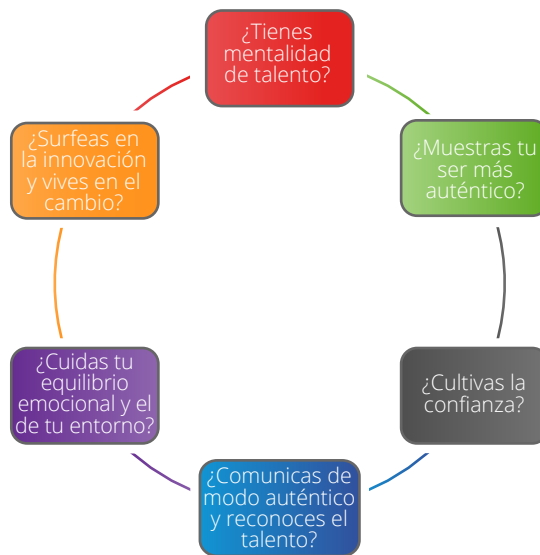 ¿Tienes
mentalidad
de talento?
¿Muestras tu
ser más
auténtico?
¿Cultivas la
confianza?
¿Comunicas de
modo auténtico
y reconoces el
talento?
¿Cuidas tu
equilibrio
emocional y el
de tu entorno?
¿Surfeas en
la innovación
y vives en el
cambio?